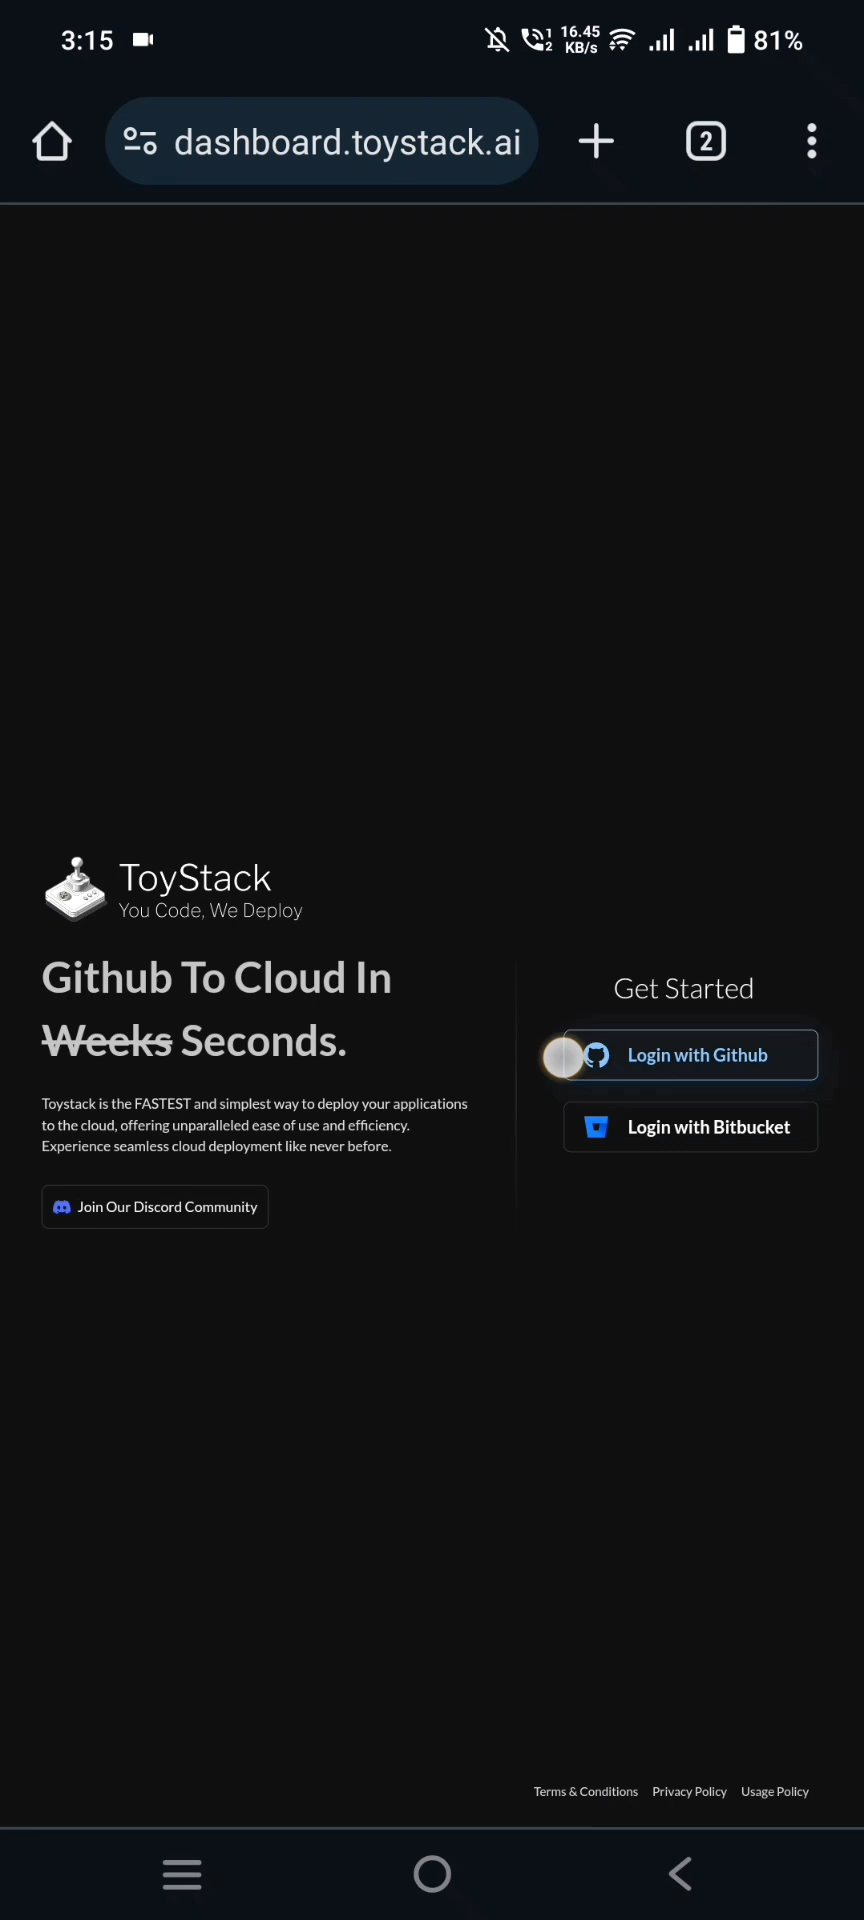 3:15
16.45
KB/s
81%
dashboard.toystack.ai
2
ToyStack
You Code, We Deploy
Github To Cloud In
Weeks Seconds.
Toystack is the FASTEST and simplest way to deploy your applications
to the cloud, offering unparalleled ease of use and efficiency.
Experience seamless cloud deployment like never before.
Join Our Discord Community
Get Started
Login with Github
Login with Bitbucket
Terms & Conditions Privacy Policy Usage Policy